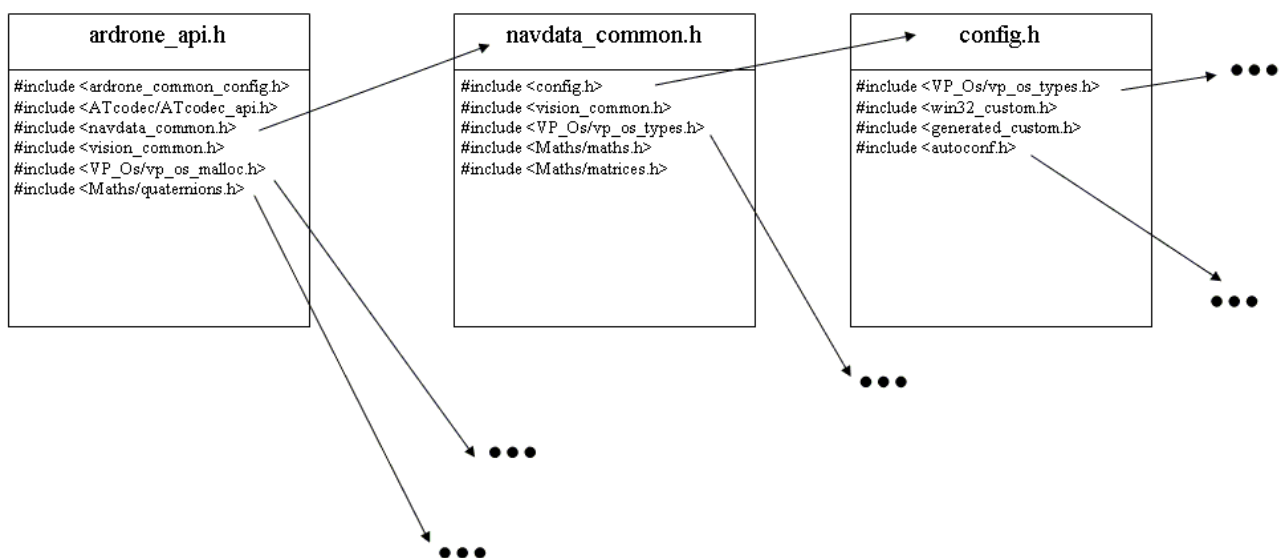 ardrone_api.h
#include <ardrone_common_config.h>
#include <ATcodec/ATcodec_api.h>
#include <navdata_common.h>
#include <vision_common.h>
#include <VP_Os/vp_os_malloc.h>
#include <Maths/quaternions.h>
navdata_common.h
#include <config.h>
#include <vision_common.h>
#include <VP_Os/vp_os_types.h>
#include <Maths/maths.h>
#include <Maths/matrices.h>
config.h
#include <VP_Os/vp_os_types.h>
#include <win32_custom.h>
#include <generated_custom.h>
#include <autoconf.h>